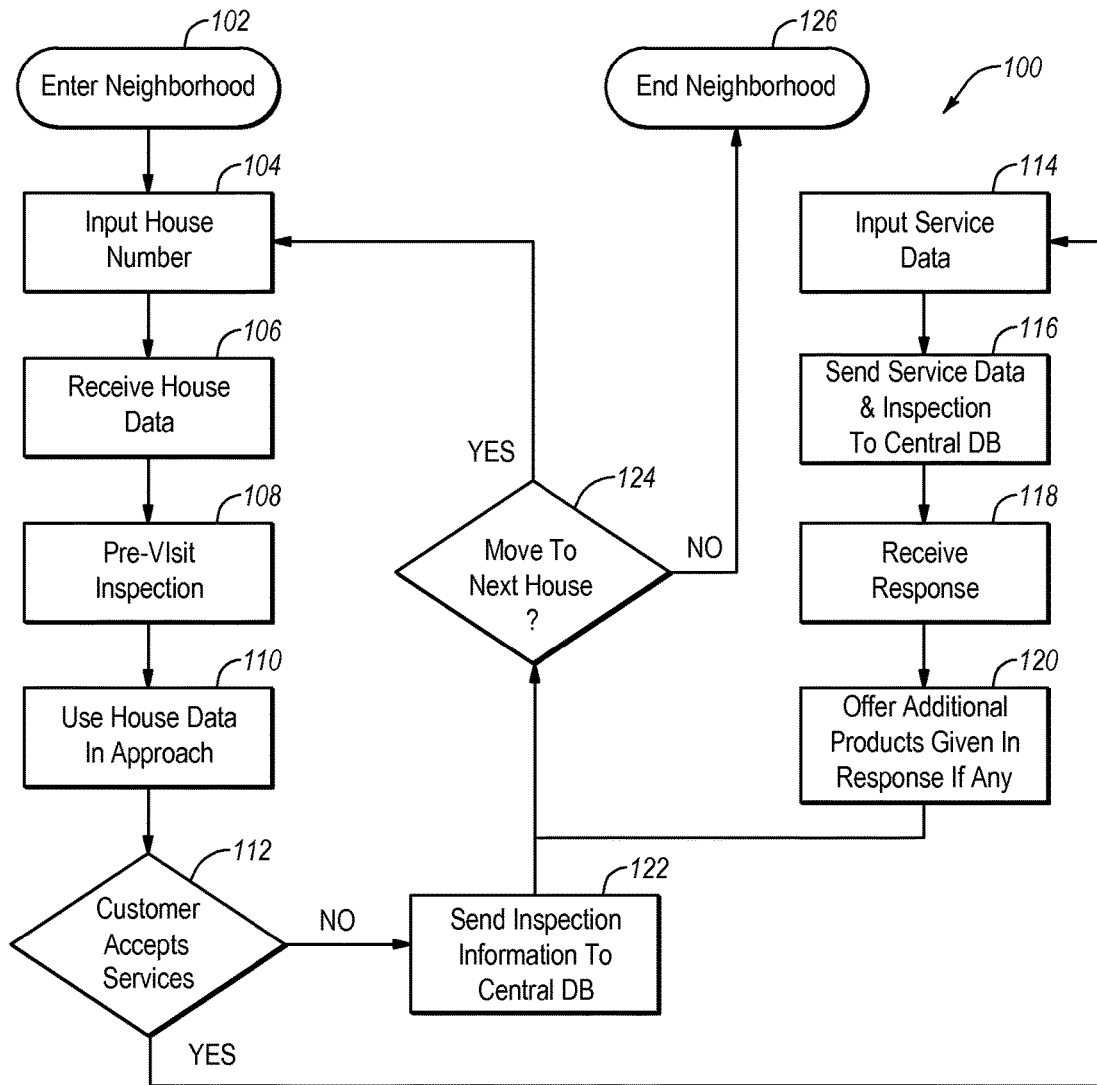 102
Enter Neighborhood
104
Input House
Number
106
Receive House
Data
108
Pre-VIsit
Inspection
110
Use House Data
In Approach
112
Customer
Accepts
Services
NO
YES
122
Send Inspection
Information To
Central DB
124
Move To
Next House
?
YES
NO
126
End Neighborhood
100
114
Input Service
Data
116
Send Service Data
& Inspection
To Central DB
118
Receive
Response
120
Offer Additional
Products Given In
Response If Any